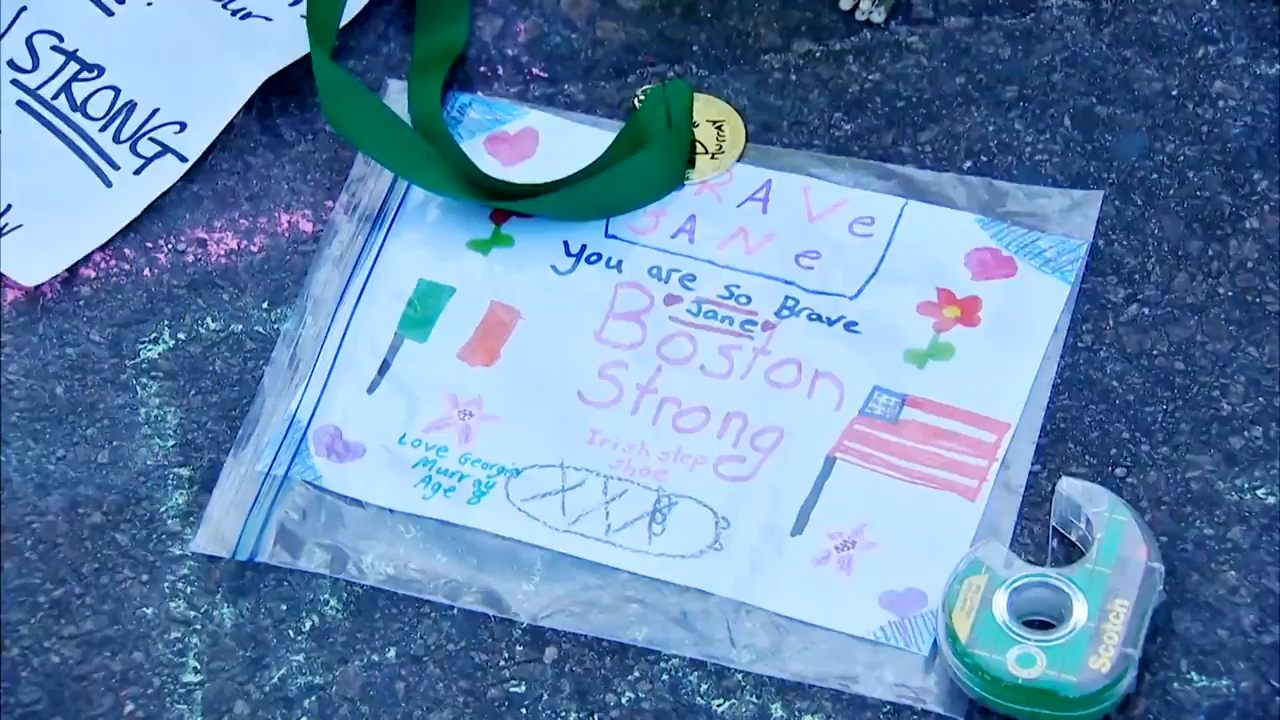 STRONG
Murray
BRAVe
JANe
you are so Brave
Jane
Boston
Strong
Irish step
Shoe
Love Georgia
Murray
Age 8
Scotch